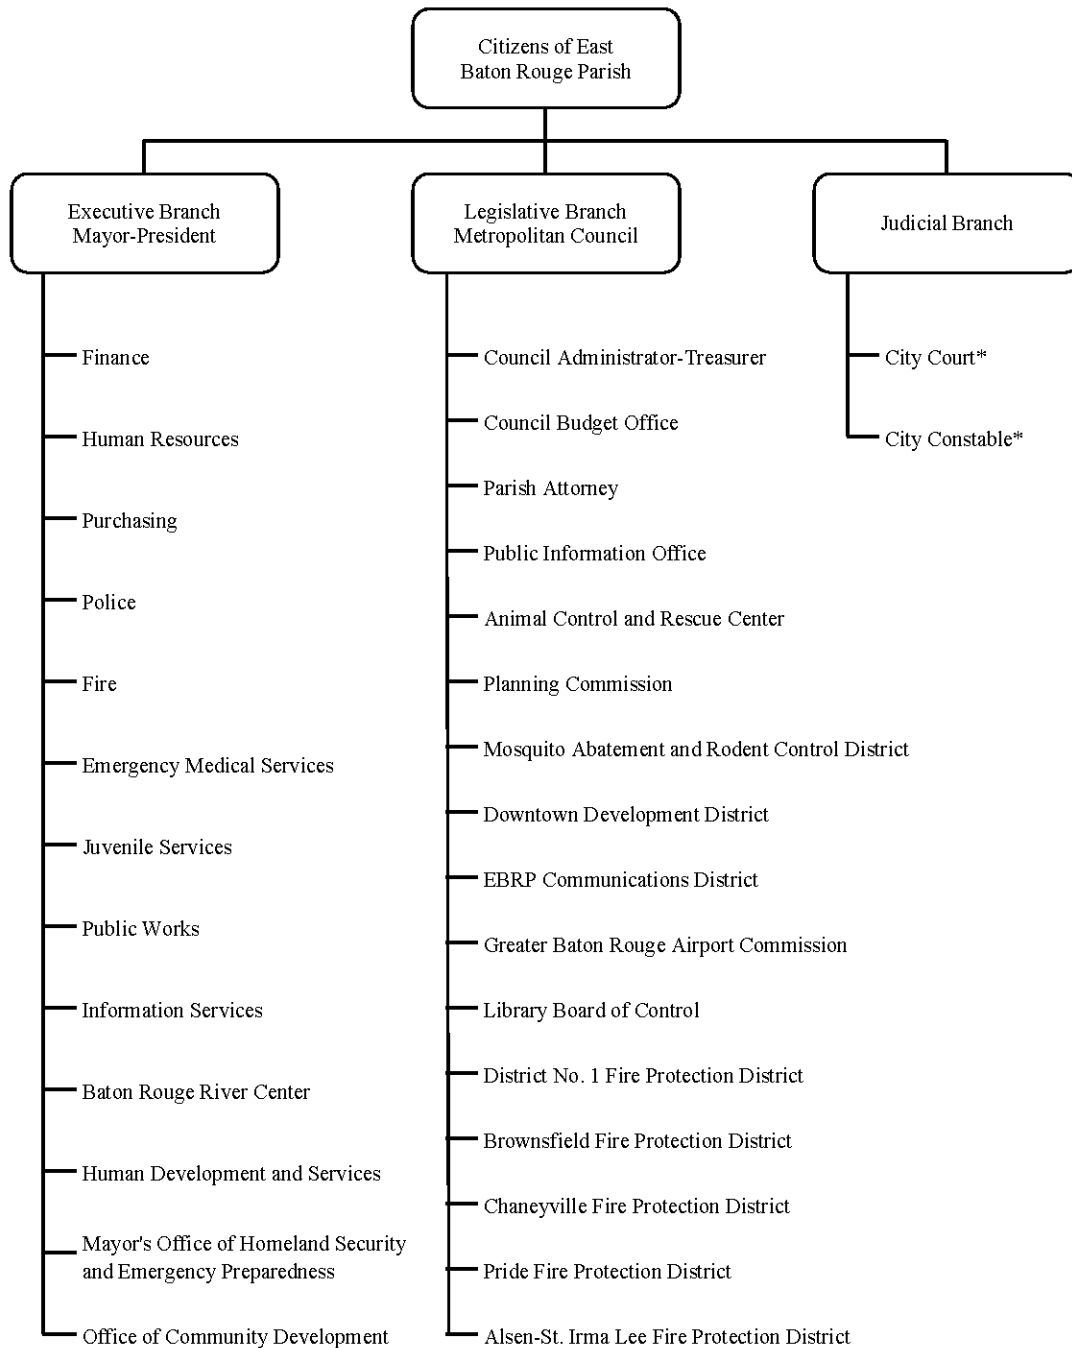 Citizens of East
Baton Rouge Parish
Executive Branch
Mayor-President
Legislative Branch
Metropolitan Council
Judicial Branch
Finance
Human Resources
Purchasing
Police
Fire
Emergency Medical Services
Juvenile Services
Public Works
Information Services
Baton Rouge River Center
Human Development and Services
Mayor's Office of Homeland Security
and Emergency Preparedness
Office of Community Development
Council Administrator-Treasurer
Council Budget Office
Parish Attorney
Public Information Office
Animal Control and Rescue Center
Planning Commission
Mosquito Abatement and Rodent Control District
Downtown Development District
EBRP Communications District
Greater Baton Rouge Airport Commission
Library Board of Control
District No. 1 Fire Protection District
Brownsfield Fire Protection District
Chaneyville Fire Protection District
Pride Fire Protection District
Alsen-St. Irma Lee Fire Protection District
City Court*
City Constable*